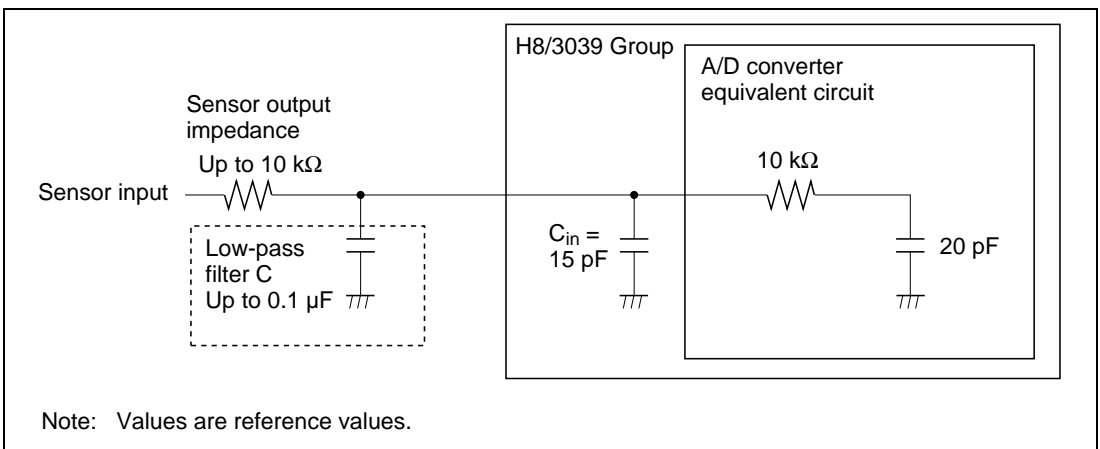 H8/3039 Group
A/D converter
equivalent circuit
Sensor output
impedance
Up to 10 kΩ
10 kΩ
Sensor input
Low-pass
filter C
Up to 0.1 µF
Cin =
15 pF
20 pF
Note: Values are reference values.